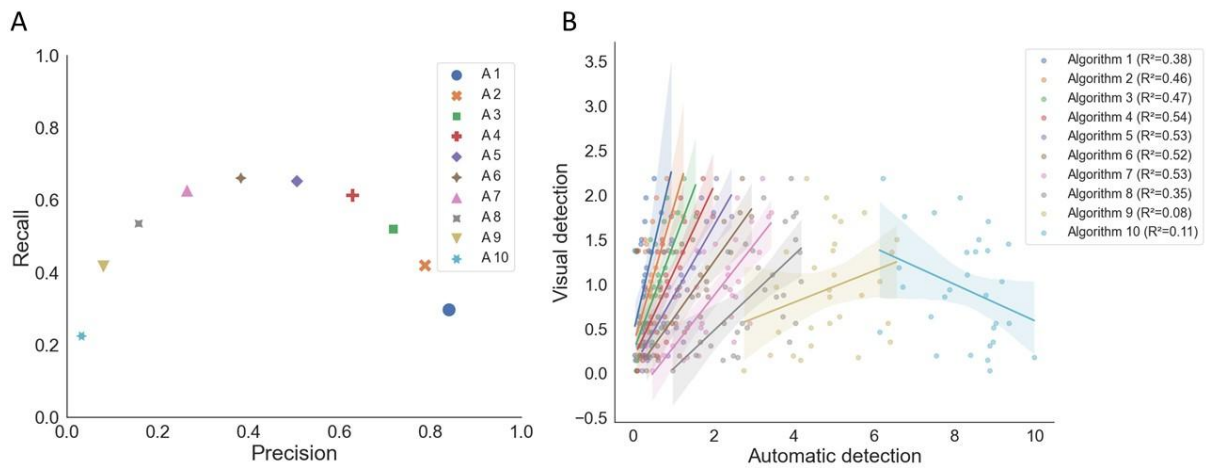 A
Recall
1.0
0.8
0.6
0.4
0.2
0.0
0.0 0.2 0.4 0.6 0.8 1.0
Precision
A 1
A 2
A 3
A 4
A 5
A 6
A 7
A 8
A 9
A 10
B
Visual detection
3.5
3.0
2.5
2.0
1.5
1.0
0.5
0.0
−0.5
0 2 4 6 8 10
Automatic detection
Algorithm 1 (R²=0.38)
Algorithm 2 (R²=0.46)
Algorithm 3 (R²=0.47)
Algorithm 4 (R²=0.54)
Algorithm 5 (R²=0.53)
Algorithm 6 (R²=0.52)
Algorithm 7 (R²=0.53)
Algorithm 8 (R²=0.35)
Algorithm 9 (R²=0.08)
Algorithm 10 (R²=0.11)